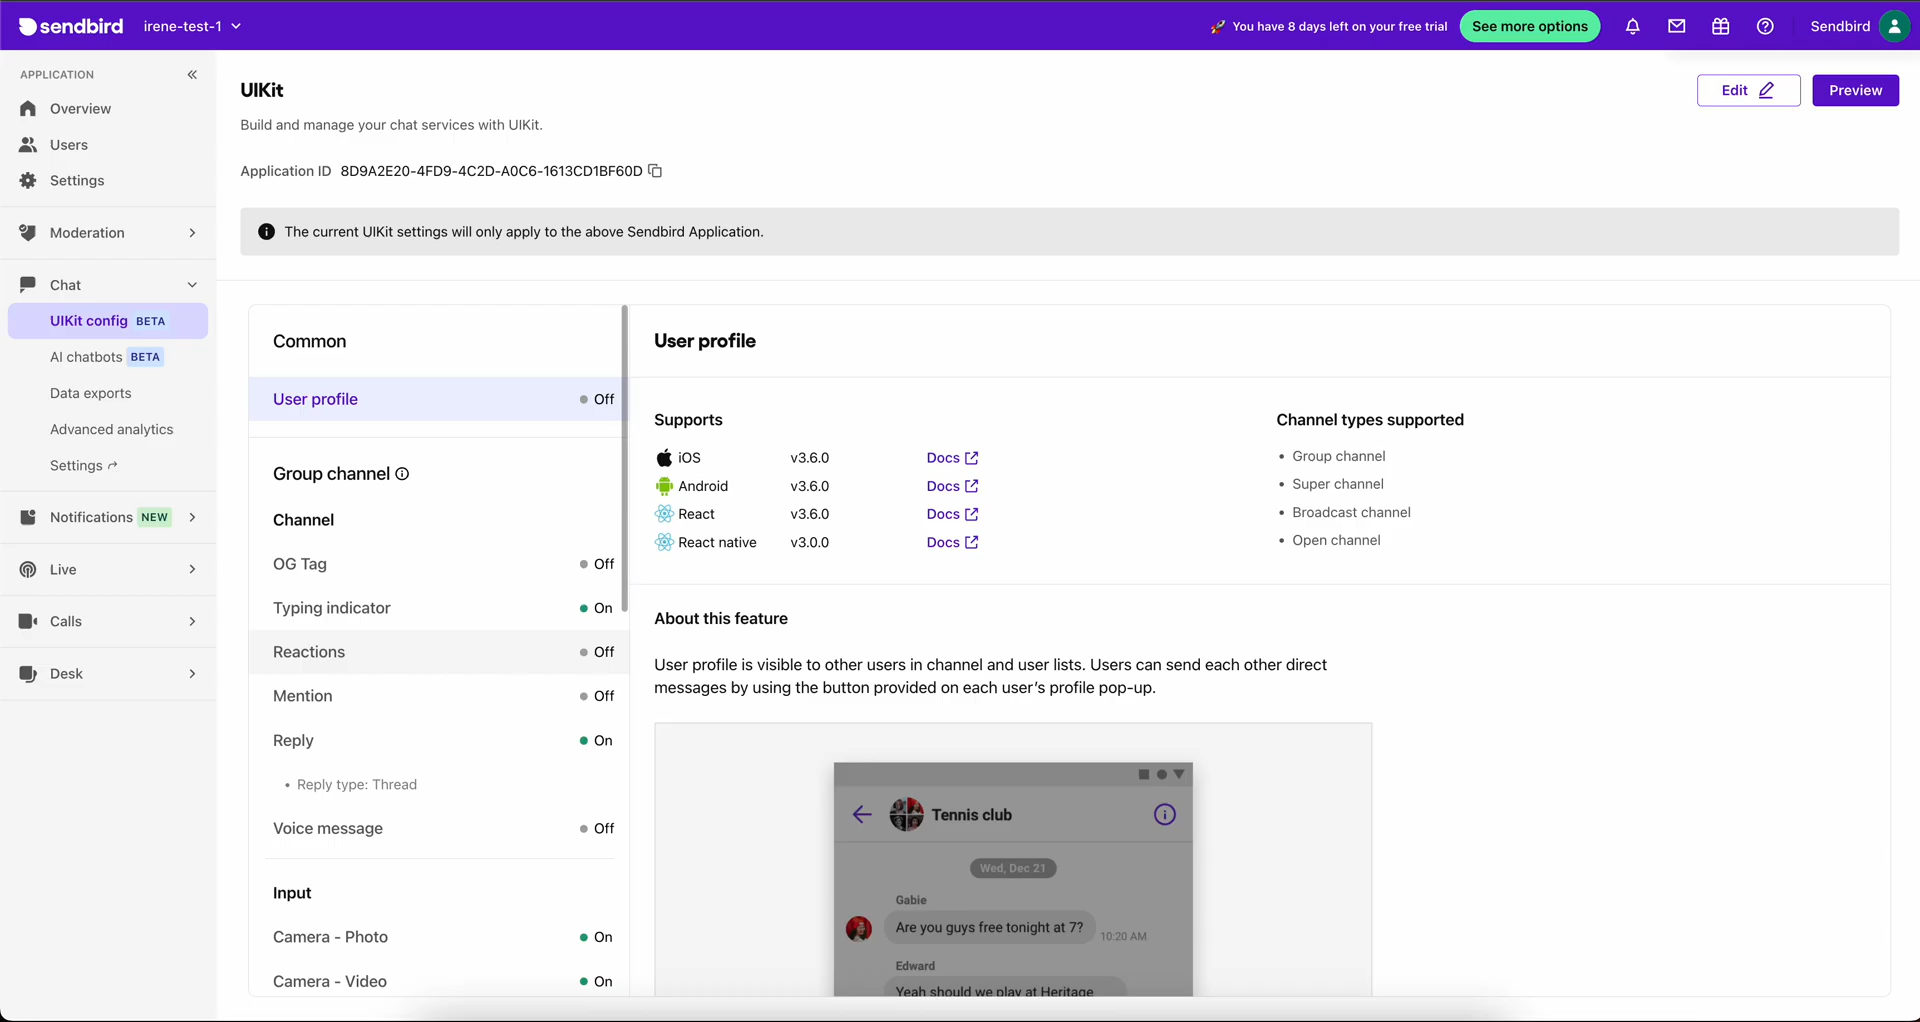 sendbird
irene-test-1
You have 8 days left on your free trial
See more options
Sendbird
APPLICATION
Overview
Users
Settings
Moderation
Chat
UIKit config BETA
AI chatbots BETA
Data exports
Advanced analytics
Settings
Notifications NEW
Live
Calls
Desk
UIKit
Edit
Preview
Build and manage your chat services with UIKit.
Application ID 8D9A2E20-4FD9-4C2D-A0C6-1613CD1BF60D
The current UIKit settings will only apply to the above Sendbird Application.
Common
User profile Off
Group channel
Channel
OG Tag Off
Typing indicator On
Reactions Off
Mention Off
Reply On
• Reply type: Thread
Voice message Off
Input
Camera - Photo On
Camera - Video On
User profile
Supports
iOS v3.6.0 Docs
Android v3.6.0 Docs
React v3.6.0 Docs
React native v3.0.0 Docs
Channel types supported
• Group channel
• Super channel
• Broadcast channel
• Open channel
About this feature
User profile is visible to other users in channel and user lists. Users can send each other direct
messages by using the button provided on each user's profile pop-up.
Tennis club
Wed, Dec 21
Gabie
Are you guys free tonight at 7?
10:20 AM
Edward
Yeah should we play at Heritage